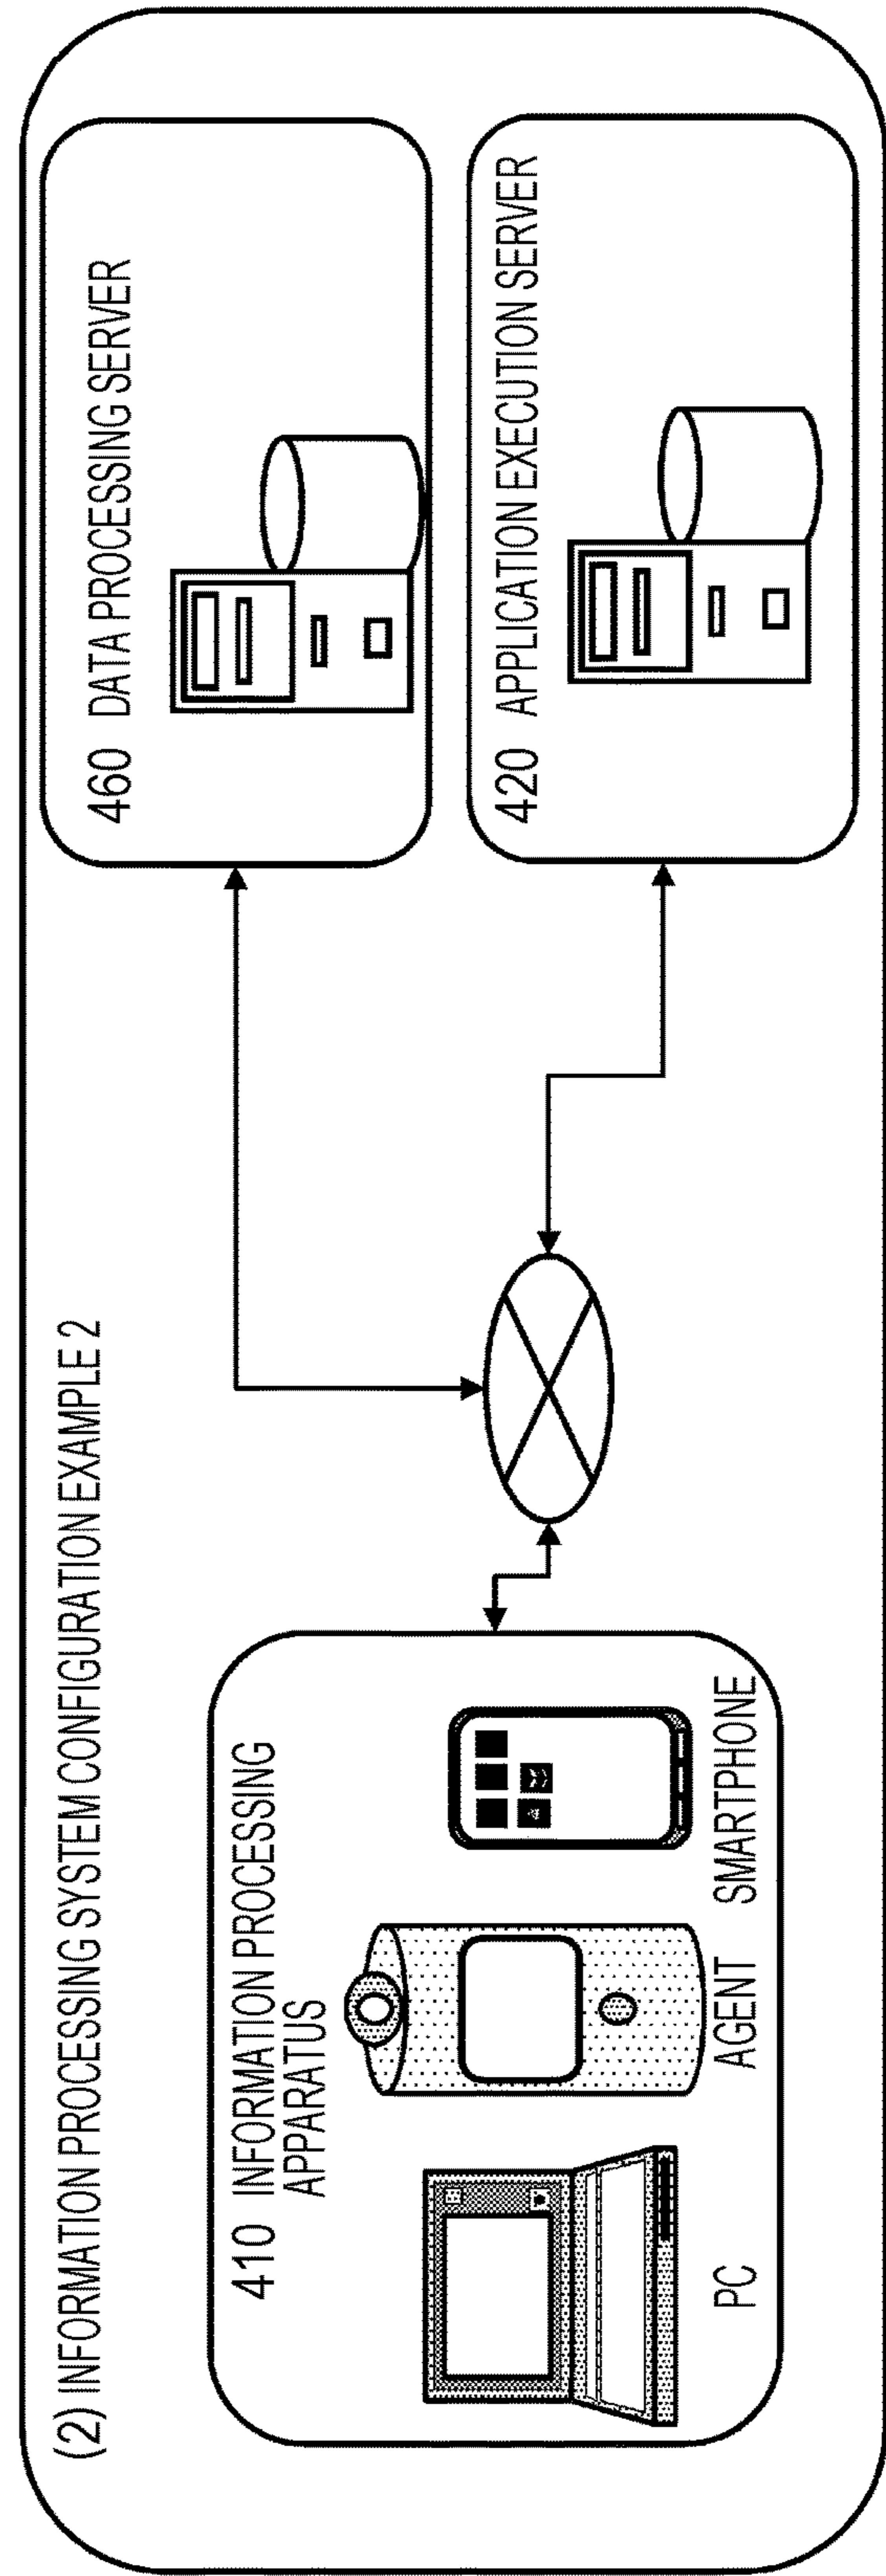 (2) INFORMATION PROCESSING SYSTEM CONFIGURATION EXAMPLE 2
410 INFORMATION PROCESSING
APPARATUS
PC
AGENT
SMARTPHONE
460 DATA PROCESSING SERVER
420 APPLICATION EXECUTION SERVER